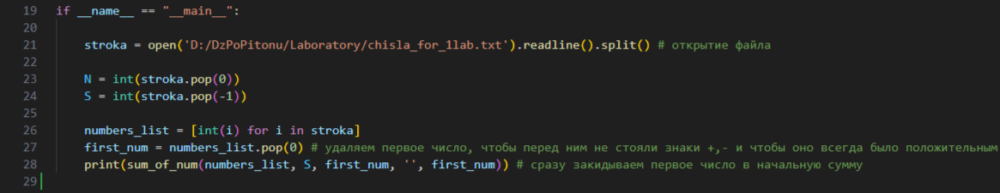 19 if __name__ == "__main__":
20
21 stroka = open('D:/DzPoPitonu/Laboratory/chisla_for_1lab.txt').readline().split() # открытие файла
22
23 N = int(stroka.pop(0))
24 S = int(stroka.pop(-1))
25
26 numbers_list = [int(i) for i in stroka]
27 first_num = numbers_list.pop(0) # удаляем первое число, чтобы перед ним не стояли знаки +,- и чтобы оно всегда было положительным
28 print(sum_of_num(numbers_list, S, first_num, '', first_num)) # сразу закидываем первое число в начальную сумму
29